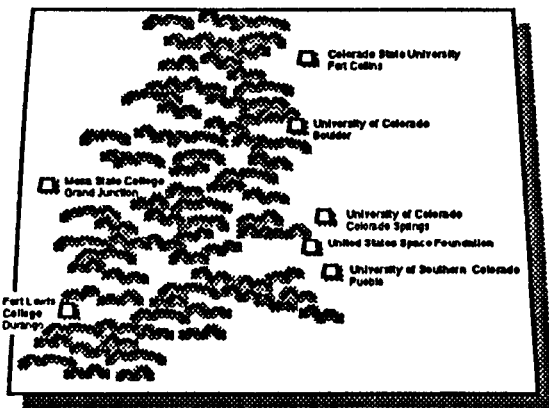 Colorado State University
Fort Collins
University of Colorado
Boulder
Mesa State College
Grand Junction
University of Colorado
Colorado Springs
United States Space Foundation
University of Southern Colorado
Pueblo
Fort Lewis
College
Durango